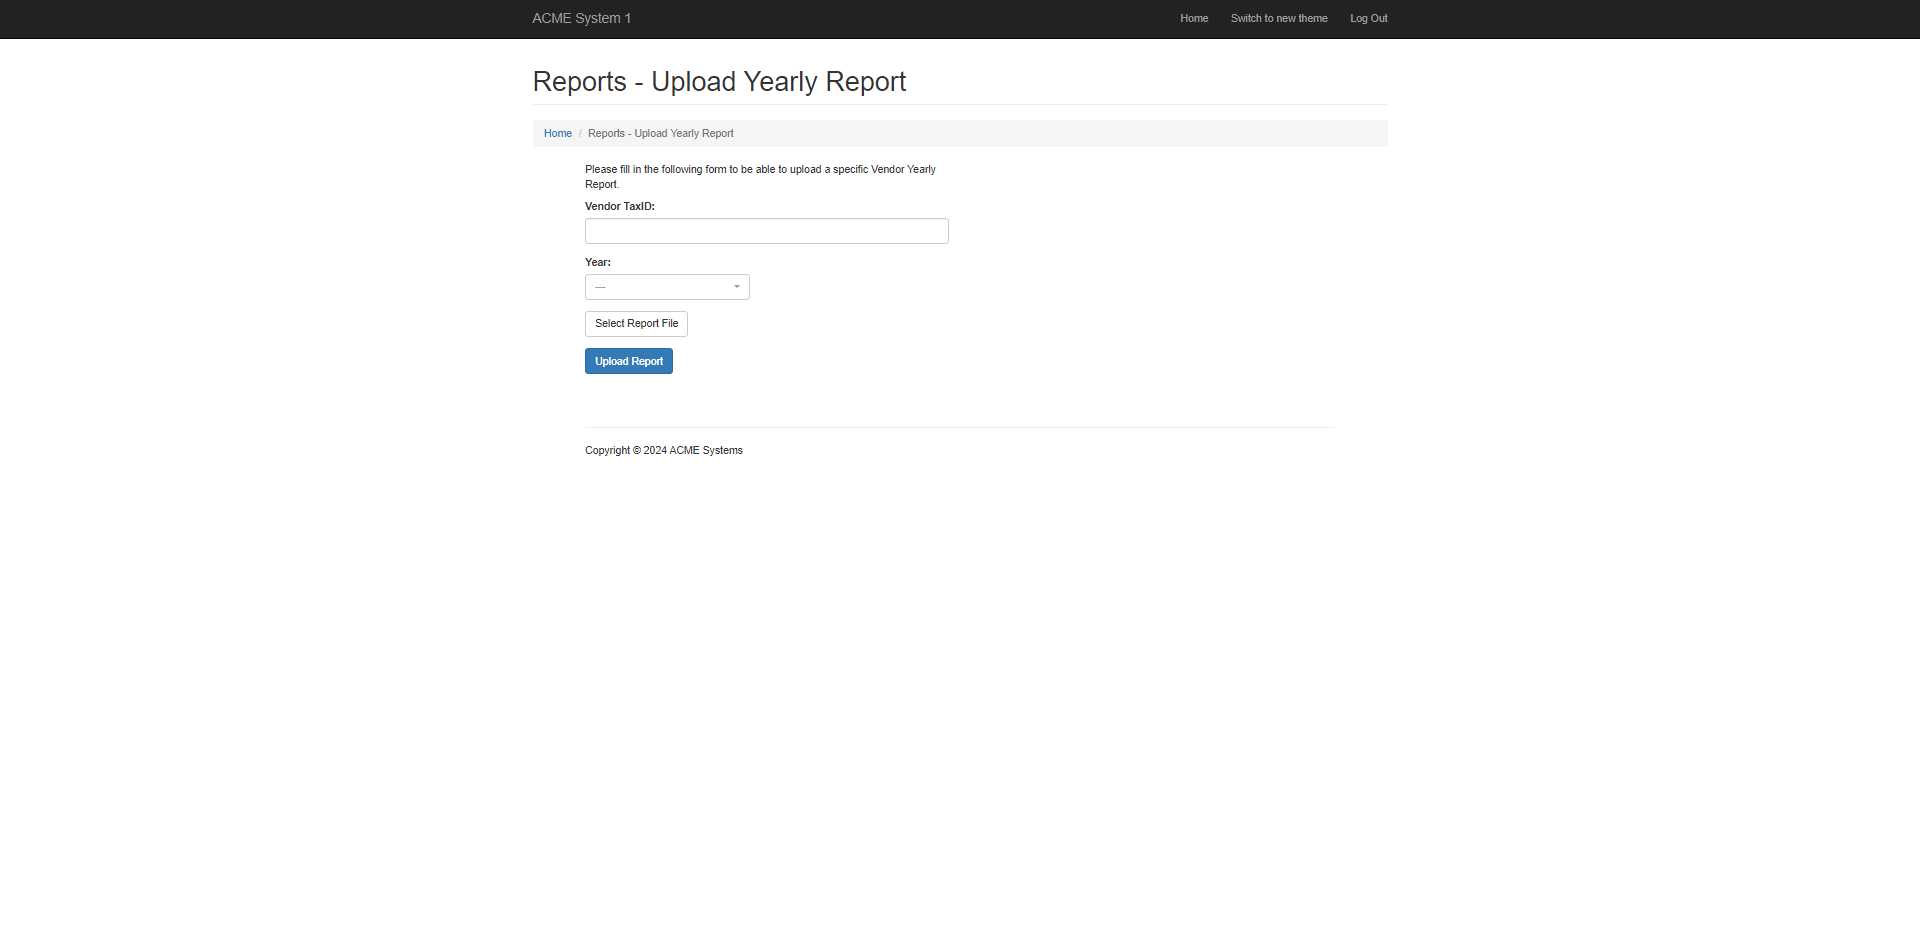 ACME System 1
Home
Switch to new theme
Log Out
Reports - Upload Yearly Report
Home / Reports - Upload Yearly Report
Please fill in the following form to be able to upload a specific Vendor Yearly
Report.
Vendor TaxID:
Year:
---
Select Report File
Upload Report
Copyright © 2024 ACME Systems